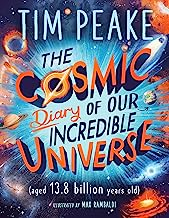 TIM PEAKE
THE
COSMIC
Diary OF OUR
INCREDIBLE
UNIVERSE
(aged 13.8 billion years old)
ILLUSTRATED BY MAX RAMBALDI